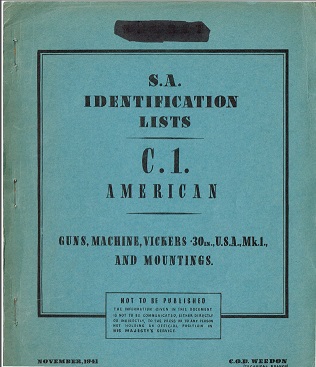 S.A.
IDENTIFICATION
LISTS
C.1.
AMERICAN
GUNS, MACHINE, VICKERS ·30IN., U.S.A., Mk.I.,
AND MOUNTINGS.
NOT TO BE PUBLISHED
THE INFORMATION GIVEN IN THIS DOCUMENT
IS NOT TO BE COMMUNICATED, EITHER DIRECTLY
OR INDIRECTLY, TO THE PRESS OR TO ANY PERSON
NOT HOLDING AN OFFICIAL POSITION IN
HIS MAJESTY'S SERVICE.
NOVEMBER, 1941
C.O.D. WEEDON